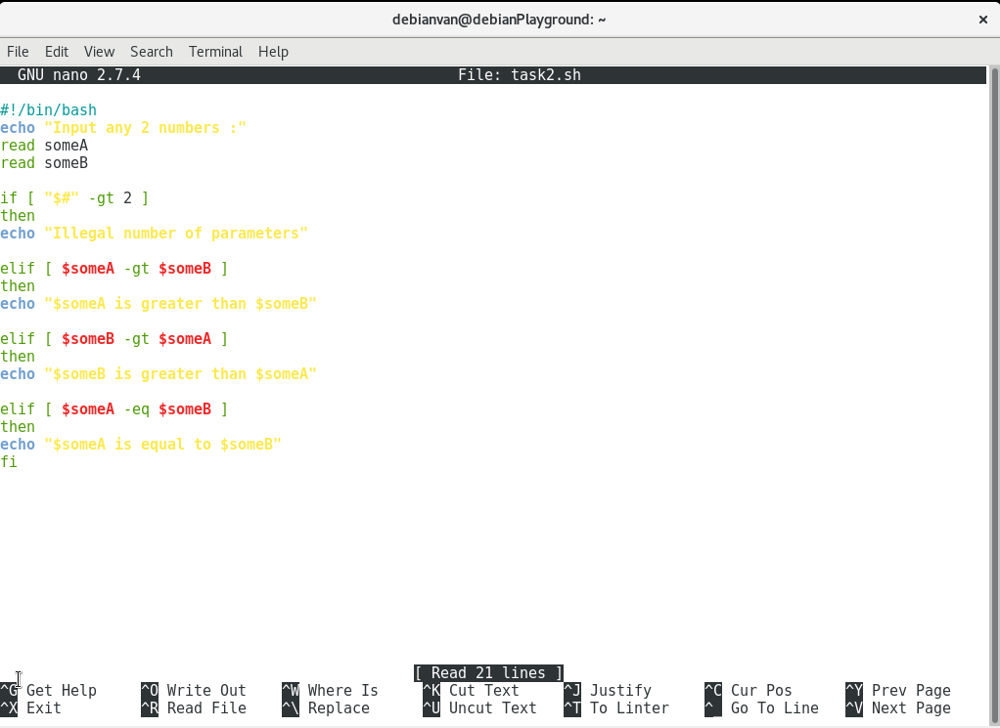 debianvan@debianPlayground: ~ ×
File Edit View Search Terminal Help
GNU nano 2.7.4 File: task2.sh
#!/bin/bash
echo "Input any 2 numbers :"
read someA
read someB
if [ "$#" -gt 2 ]
then
echo "Illegal number of parameters"
elif [ $someA -gt $someB ]
then
echo "$someA is greater than $someB"
elif [ $someB -gt $someA ]
then
echo "$someB is greater than $someA"
elif [ $someA -eq $someB ]
then
echo "$someA is equal to $someB"
fi
[ Read 21 lines ]
^G Get Help ^O Write Out ^W Where Is ^K Cut Text ^J Justify ^C Cur Pos ^Y Prev Page
^X Exit ^R Read File ^\ Replace ^U Uncut Text ^T To Linter ^_ Go To Line ^V Next Page